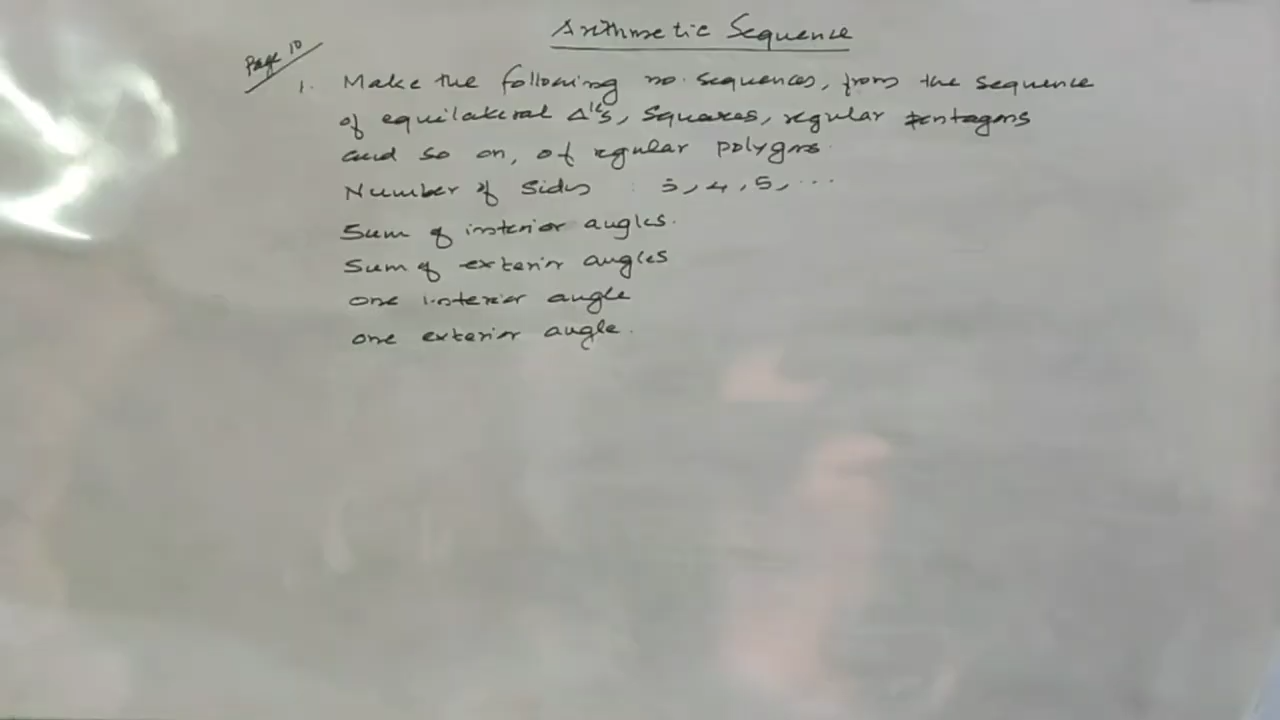 Arithmetic Sequence
Page 10
1. Make the following no. sequences, from the sequence
of equilateral Δles, squares, regular pentagons
and so on, of regular polygons.
Number of sides : 3, 4, 5, ...
Sum of interior angles.
Sum of exterior angles
one interior angle
one exterior angle.